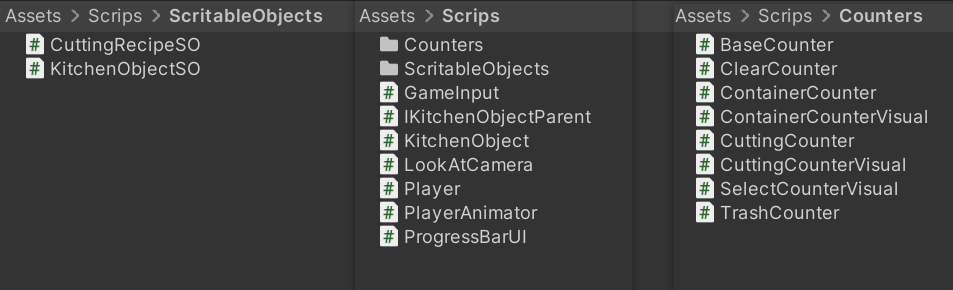 Assets > Scrips > ScritableObjects
# CuttingRecipeSO
# KitchenObjectSO
Assets > Scrips
Counters
ScritableObjects
# GameInput
# IKitchenObjectParent
# KitchenObject
# LookAtCamera
# Player
# PlayerAnimator
# ProgressBarUI
Assets > Scrips > Counters
# BaseCounter
# ClearCounter
# ContainerCounter
# ContainerCounterVisual
# CuttingCounter
# CuttingCounterVisual
# SelectCounterVisual
# TrashCounter